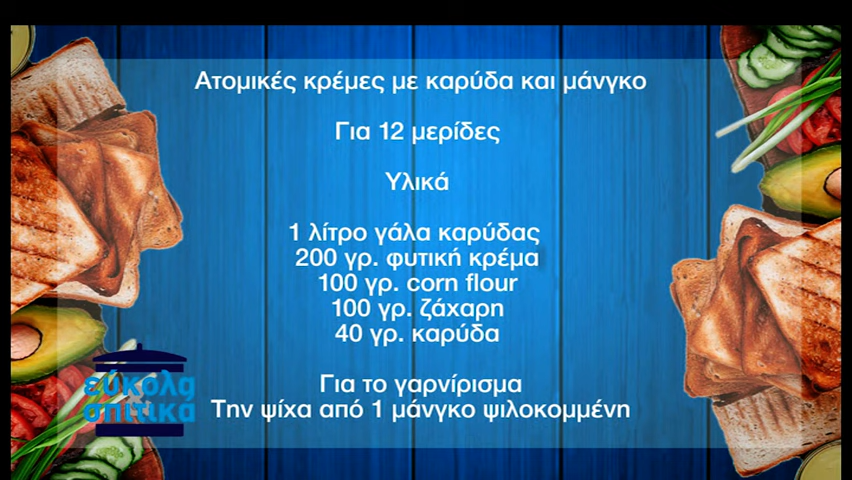 Ατομικές κρέμες με καρύδα και μάνγκο
Για 12 μερίδες
Υλικά
1 λίτρο γάλα καρύδας
200 γρ. φυτική κρέμα
100 γρ. corn flour
100 γρ. ζάχαρη
40 γρ. καρύδα
Για το γαρνίρισμα
Την ψίχα από 1 μάνγκο ψιλοκομμένη
εύκολα
σπιτικά